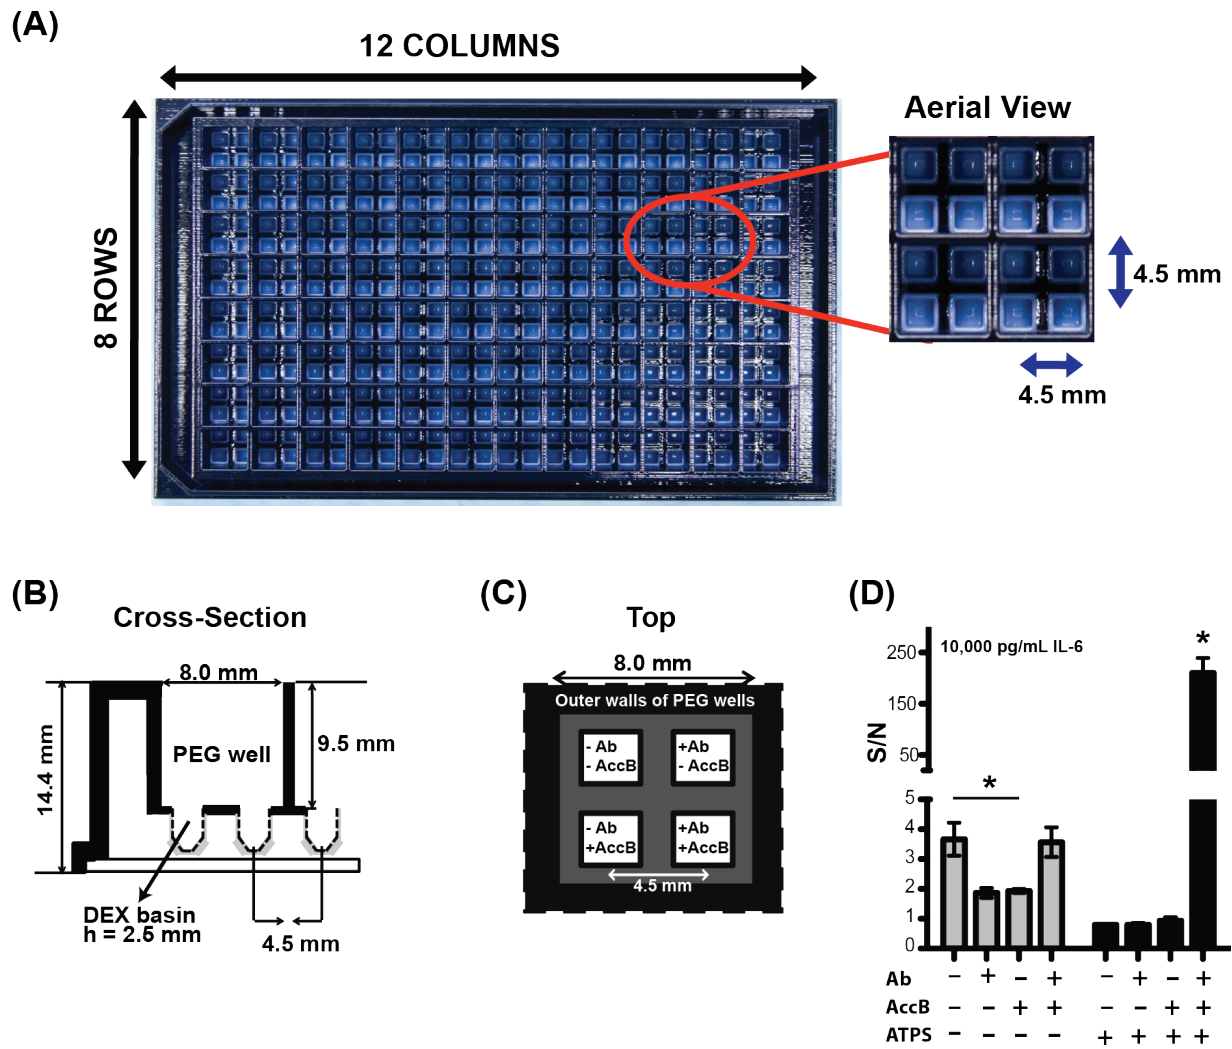 (A)
12 COLUMNS
8 ROWS
Aerial View
4.5 mm
4.5 mm
(B)
Cross-Section
8.0 mm
14.4 mm
PEG well
9.5 mm
DEX basin
h = 2.5 mm
4.5 mm
(C)
Top
8.0 mm
Outer walls of PEG wells
- Ab
- AccB
+Ab
- AccB
- Ab
+AccB
+Ab
+AccB
4.5 mm
(D)
10,000 pg/mL IL-6
S/N
250
150
50
5
4
3
2
1
0
*
*
Ab − + − + − + − +
AccB − − + + − − + +
ATPS − − − − + + + +